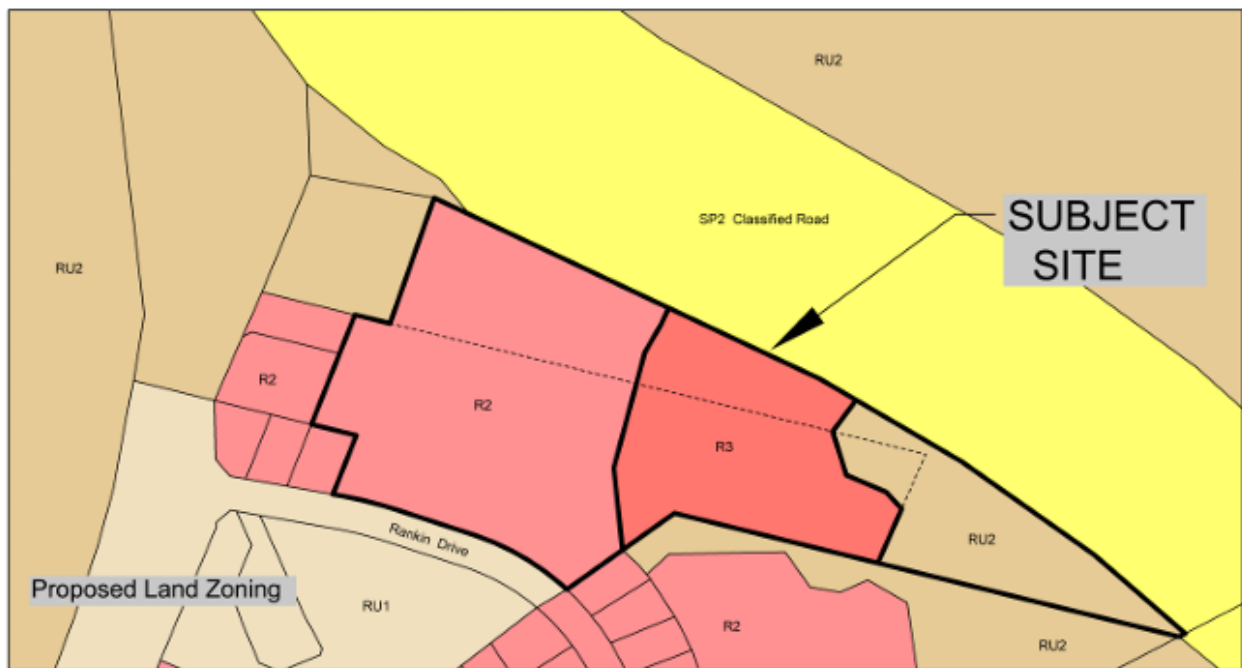 RU2
SP2 Classified Road
SUBJECT
SITE
RU2
R2
R2
R3
RU2
Rankin Drive
Proposed Land Zoning
RU1
R2
RU2